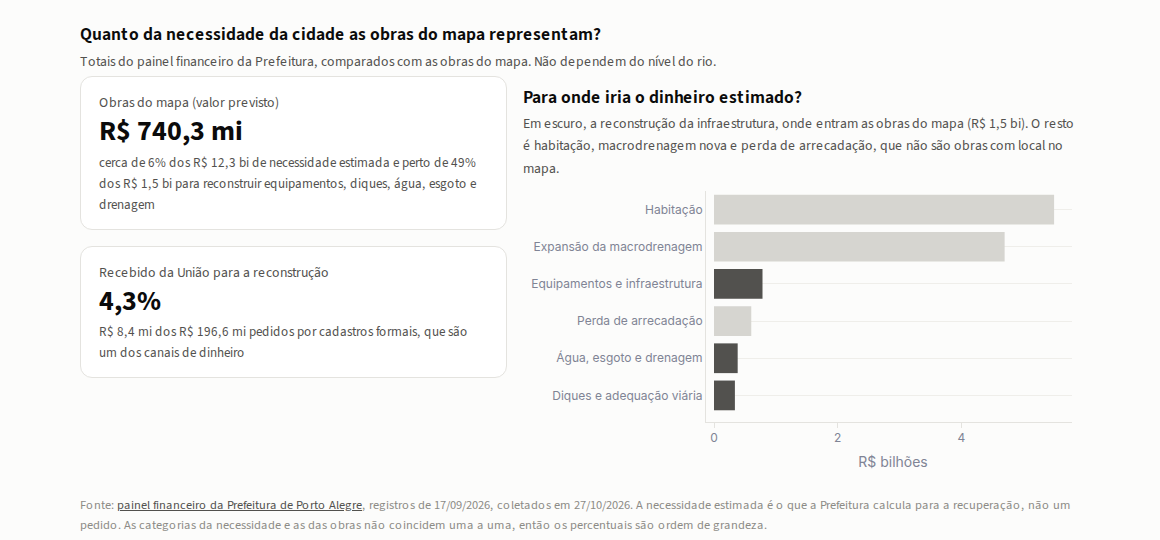 Quanto da necessidade da cidade as obras do mapa representam?
Totais do painel financeiro da Prefeitura, comparados com as obras do mapa. Não dependem do nível do rio.
Obras do mapa (valor previsto)
R$ 740,3 mi
cerca de 6% dos R$ 12,3 bi de necessidade estimada e perto de 49%
dos R$ 1,5 bi para reconstruir equipamentos, diques, água, esgoto e
drenagem
Recebido da União para a reconstrução
4,3%
R$ 8,4 mi dos R$ 196,6 mi pedidos por cadastros formais, que são
um dos canais de dinheiro
Para onde iria o dinheiro estimado?
Em escuro, a reconstrução da infraestrutura, onde entram as obras do mapa (R$ 1,5 bi). O resto
é habitação, macrodrenagem nova e perda de arrecadação, que não são obras com local no
mapa.
Habitação
Expansão da macrodrenagem
Equipamentos e infraestrutura
Perda de arrecadação
Água, esgoto e drenagem
Diques e adequação viária
0 2 4
R$ bilhões
Fonte: painel financeiro da Prefeitura de Porto Alegre, registros de 17/09/2026, coletados em 27/10/2026. A necessidade estimada é o que a Prefeitura calcula para a recuperação, não um
pedido. As categorias da necessidade e as das obras não coincidem uma a uma, então os percentuais são ordem de grandeza.